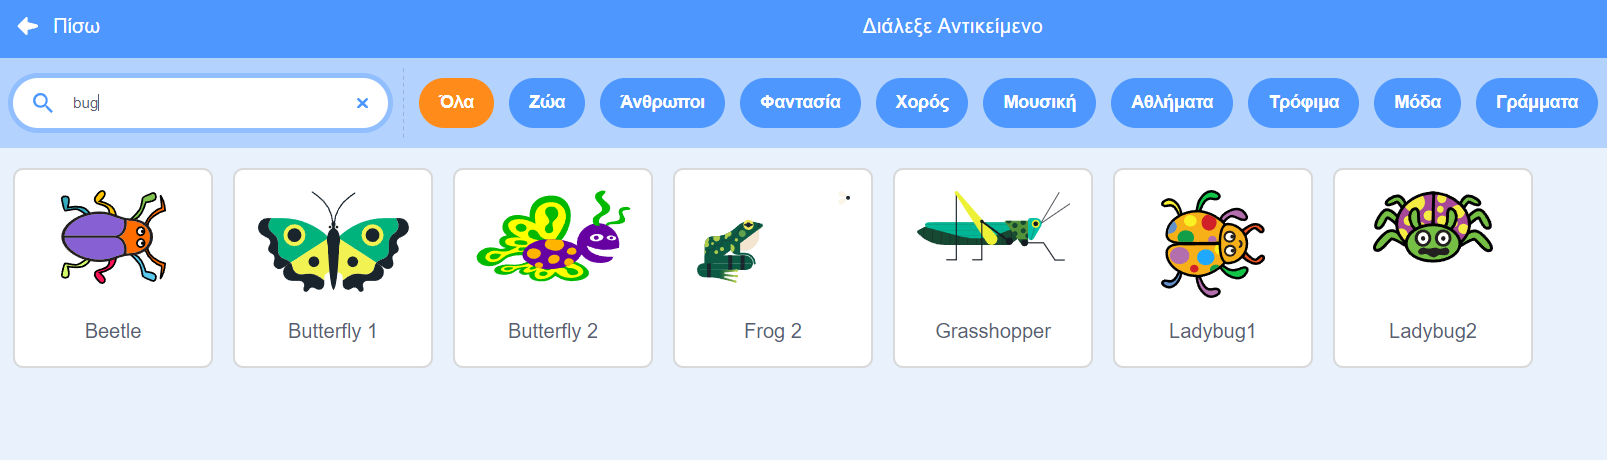 Πίσω
Διάλεξε Αντικείμενο
bug
Όλα
Ζώα
Άνθρωποι
Φαντασία
Χορός
Μουσική
Αθλήματα
Τρόφιμα
Μόδα
Γράμματα
Beetle
Butterfly 1
Butterfly 2
Frog 2
Grasshopper
Ladybug1
Ladybug2